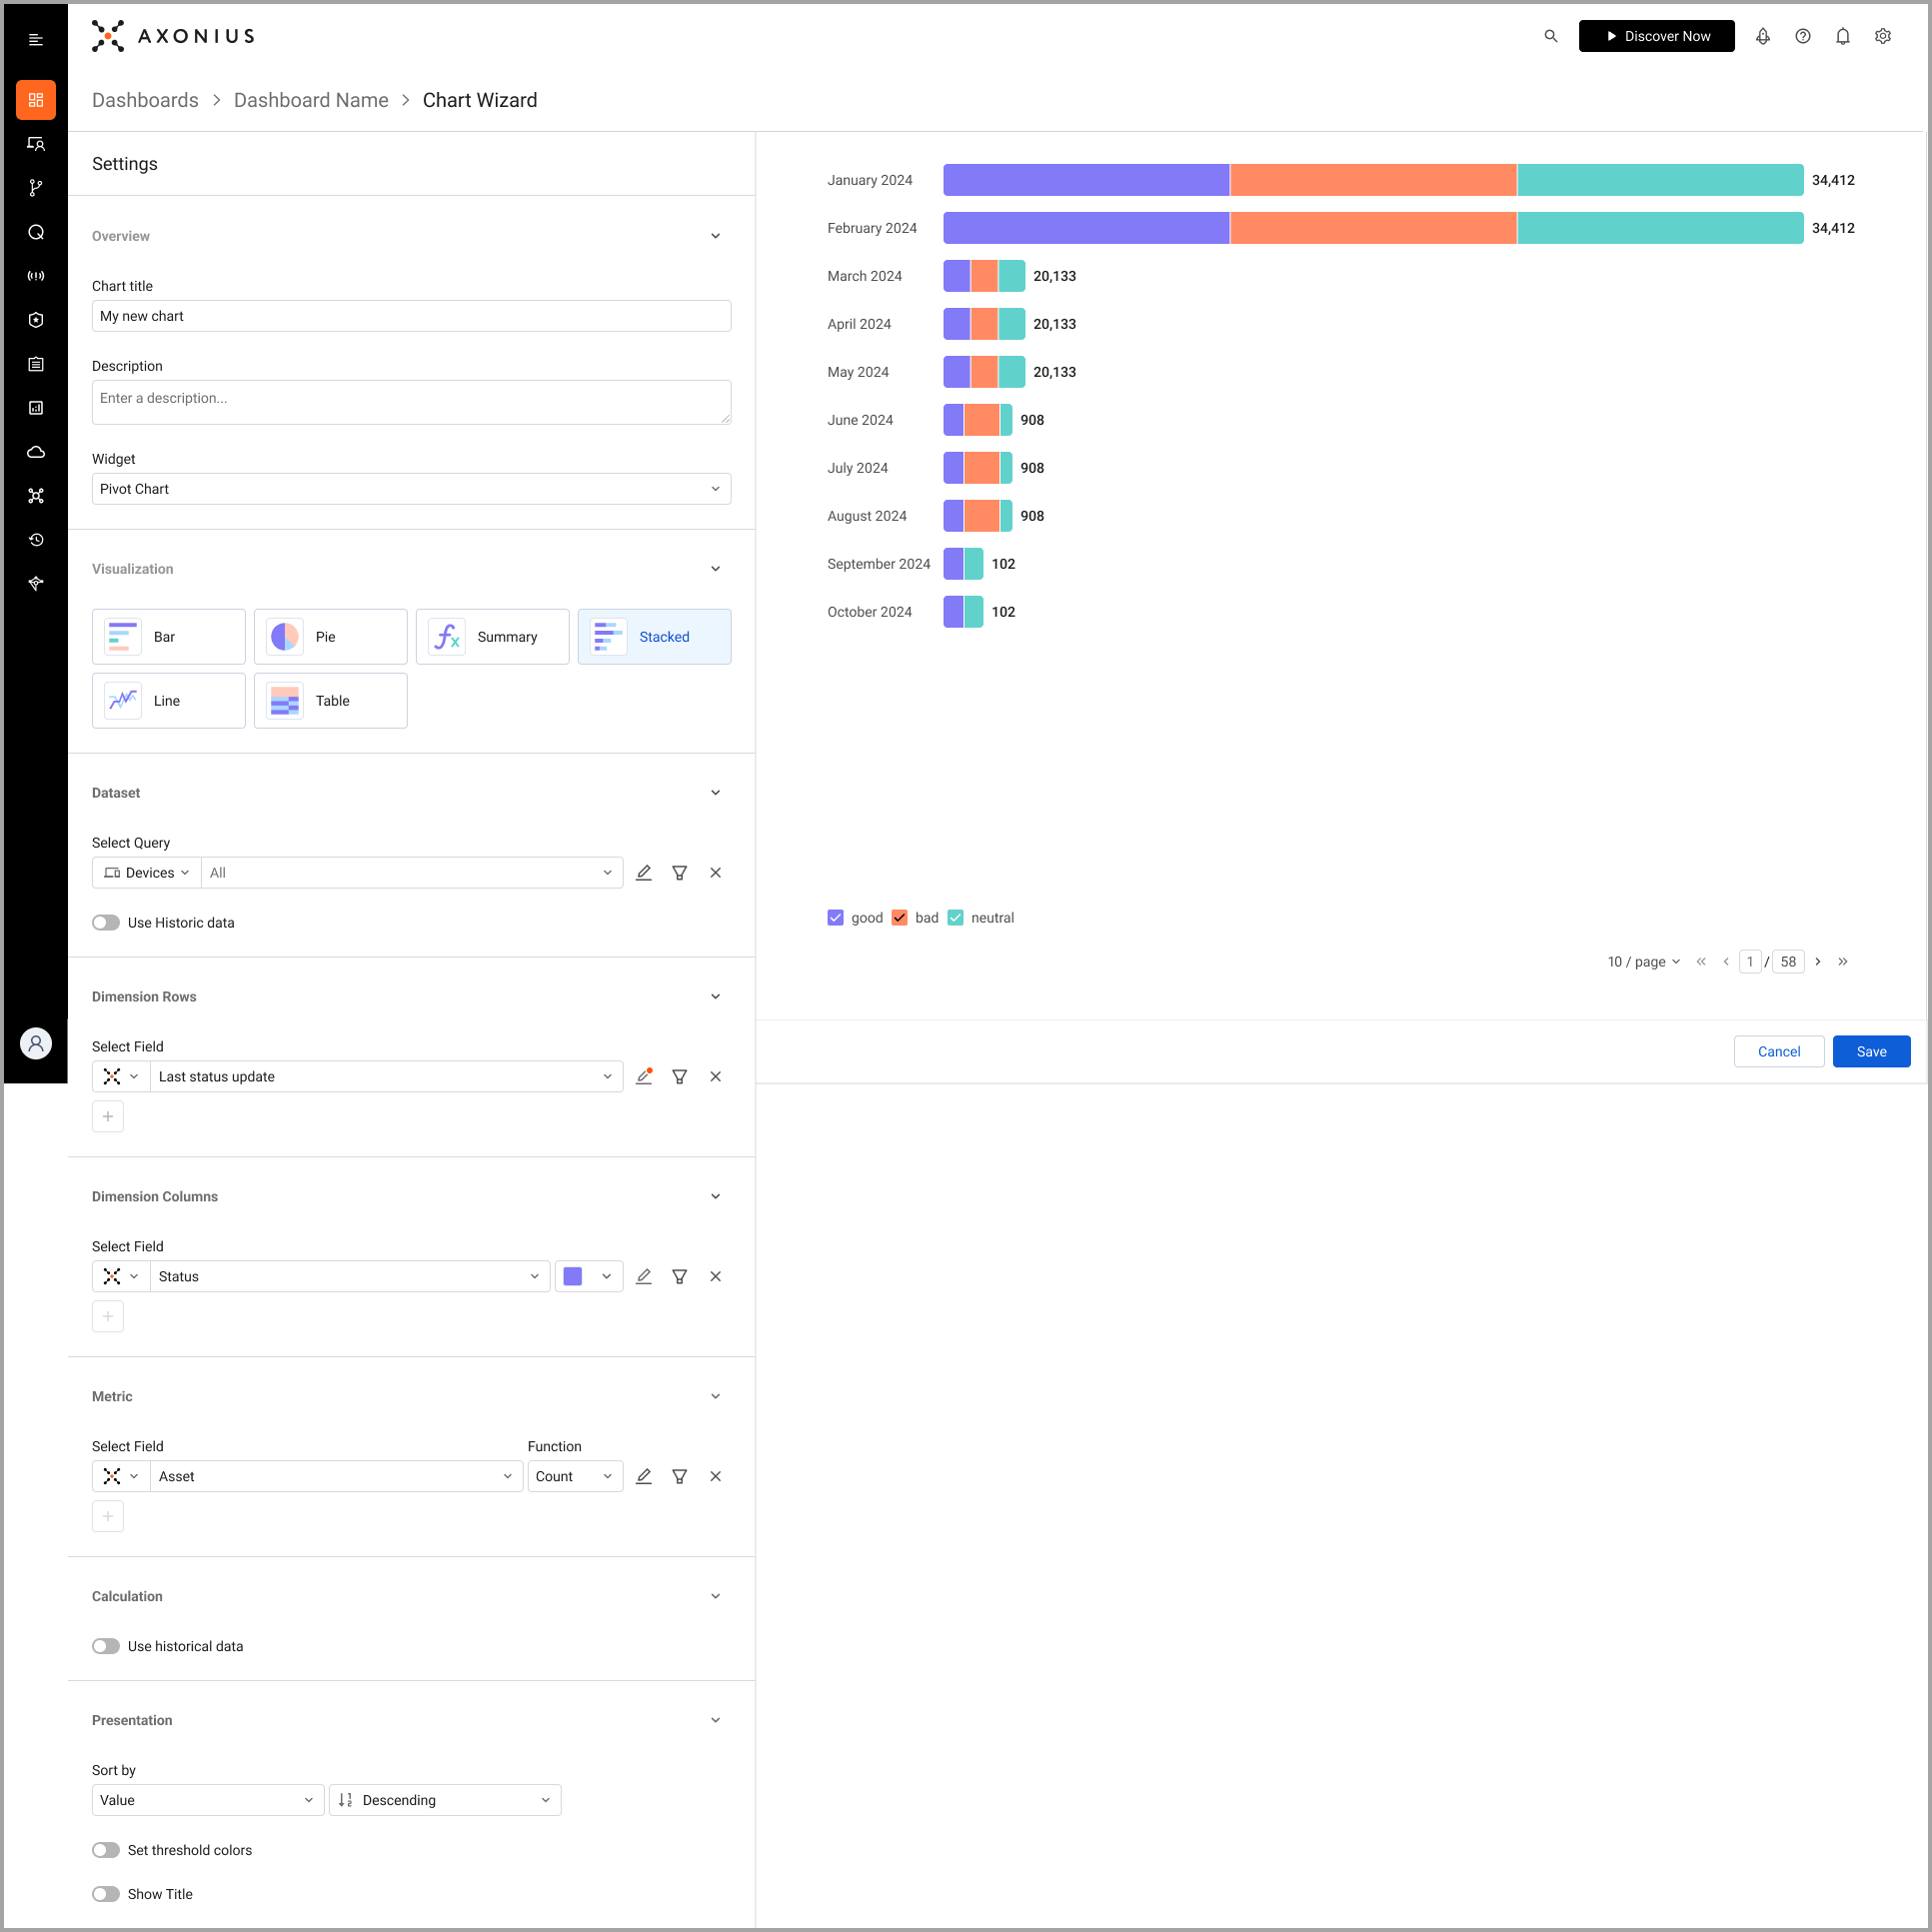 AXONIUS
Discover Now
Dashboards > Dashboard Name > Chart Wizard
Settings
Overview
Chart title
My new chart
Description
Enter a description...
Widget
Pivot Chart
Visualization
Bar
Pie
Summary
Stacked
Line
Table
Dataset
Select Query
Devices
All
Use Historic data
Dimension Rows
Select Field
Last status update
Dimension Columns
Select Field
Status
Metric
Select Field
Function
Asset
Count
Calculation
Use historical data
Presentation
Sort by
Value
Descending
Set threshold colors
Show Title
January 2024 34,412
February 2024 34,412
March 2024 20,133
April 2024 20,133
May 2024 20,133
June 2024 908
July 2024 908
August 2024 908
September 2024 102
October 2024 102
good bad neutral
10 / page « ‹ 1 / 58 › »
Cancel
Save